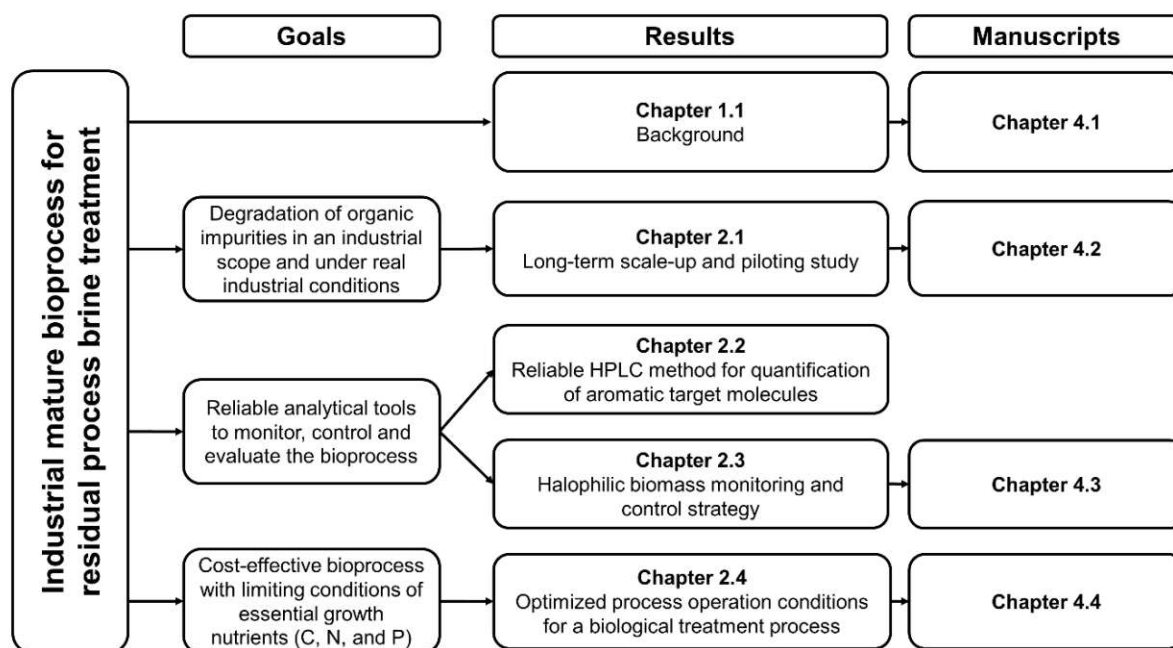 Goals
Results
Manuscripts
Industrial mature bioprocess for
residual process brine treatment
Chapter 1.1
Background
Chapter 4.1
Degradation of organic
impurities in an industrial
scope and under real
industrial conditions
Chapter 2.1
Long-term scale-up and piloting study
Chapter 4.2
Reliable analytical tools
to monitor, control and
evaluate the bioprocess
Chapter 2.2
Reliable HPLC method for quantification
of aromatic target molecules
Chapter 2.3
Halophilic biomass monitoring and
control strategy
Chapter 4.3
Cost-effective bioprocess
with limiting conditions of
essential growth
nutrients (C, N, and P)
Chapter 2.4
Optimized process operation conditions
for a biological treatment process
Chapter 4.4